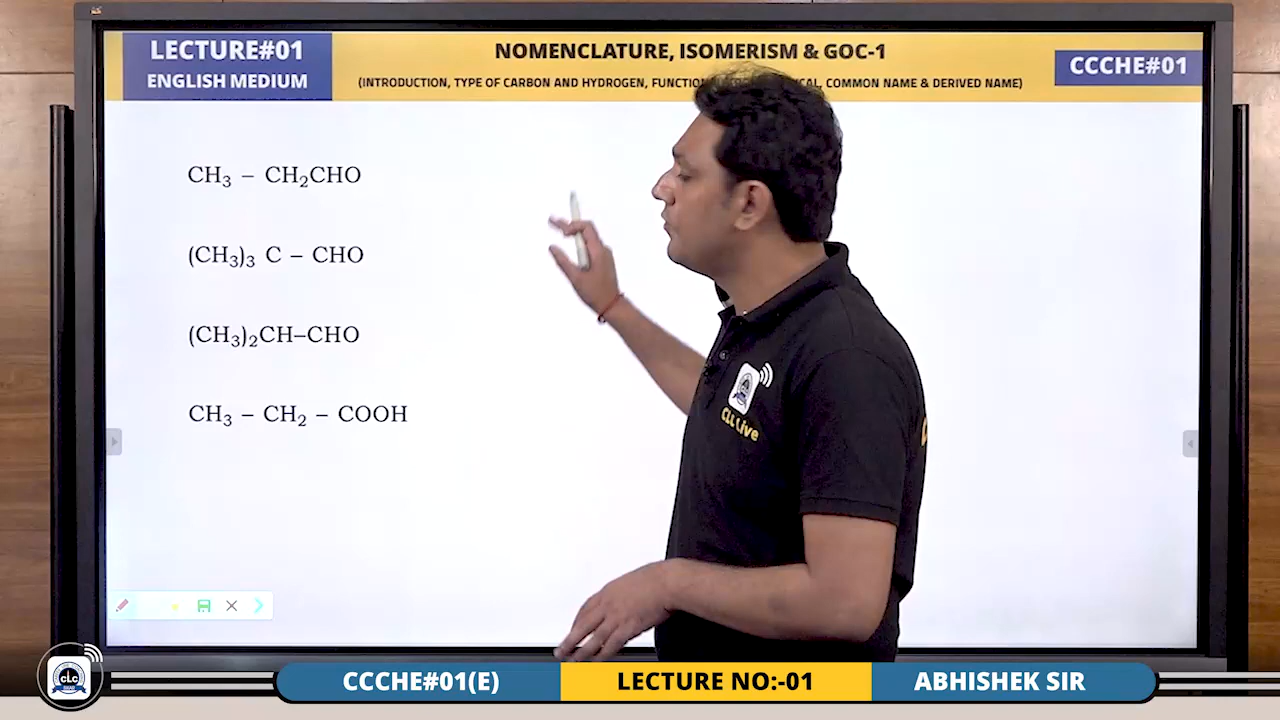 LECTURE#01
ENGLISH MEDIUM
NOMENCLATURE, ISOMERISM & GOC-1
(INTRODUCTION, TYPE OF CARBON AND HYDROGEN, COMMON NAME & DERIVED NAME)
CCCHE#01
CH₃ – CH₂CHO
(CH₃)₃ C – CHO
(CH₃)₂CH–CHO
CH₃ – CH₂ – COOH
CLC Live
CLC
CCCHE#01(E)
LECTURE NO:-01
ABHISHEK SIR